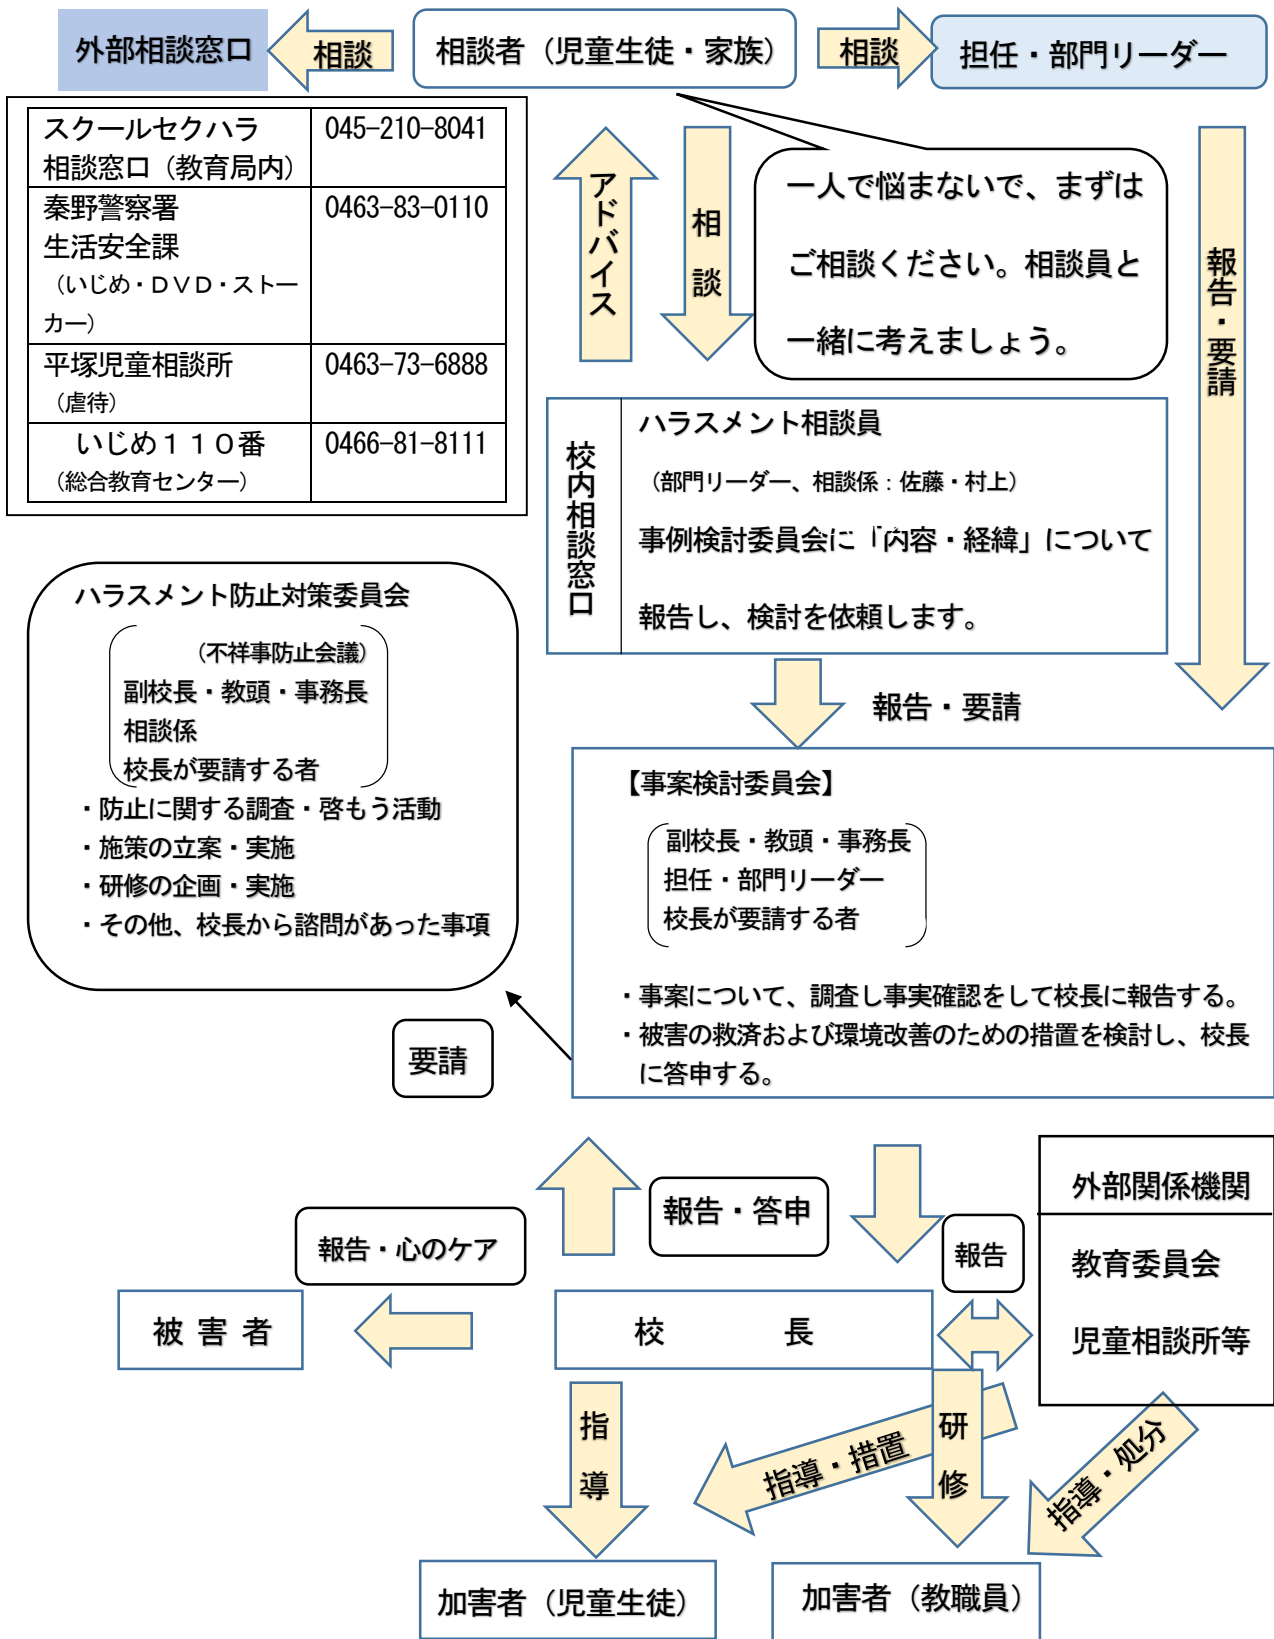 外部相談窓口
相談
相談者（児童生徒・家族）
相談
担任・部門リーダー
スクールセクハラ
相談窓口（教育局内）
045-210-8041
秦野警察署
生活安全課
（いじめ・ＤＶＤ・ストー
カー）
0463-83-0110
平塚児童相談所
（虐待）
0463-73-6888
いじめ１１０番
（総合教育センター）
0466-81-8111
アドバイス
相談
一人で悩まないで、まずは
ご相談ください。相談員と
一緒に考えましょう。
報告・要請
校内相談窓口
ハラスメント相談員
（部門リーダー、相談係：佐藤・村上）
事例検討委員会に「内容・経緯」について
報告し、検討を依頼します。
報告・要請
ハラスメント防止対策委員会
（不祥事防止会議）
副校長・教頭・事務長
相談係
校長が要請する者
・防止に関する調査・啓もう活動
・施策の立案・実施
・研修の企画・実施
・その他、校長から諮問があった事項
【事案検討委員会】
副校長・教頭・事務長
担任・部門リーダー
校長が要請する者
・事案について、調査し事実確認をして校長に報告する。
・被害の救済および環境改善のための措置を検討し、校長
に答申する。
要請
報告・答申
報告・心のケア
報告
外部関係機関
教育委員会
児童相談所等
被 害 者
校　　　　長
指導
指導・措置
研修
指導・処分
加害者（児童生徒）
加害者（教職員）